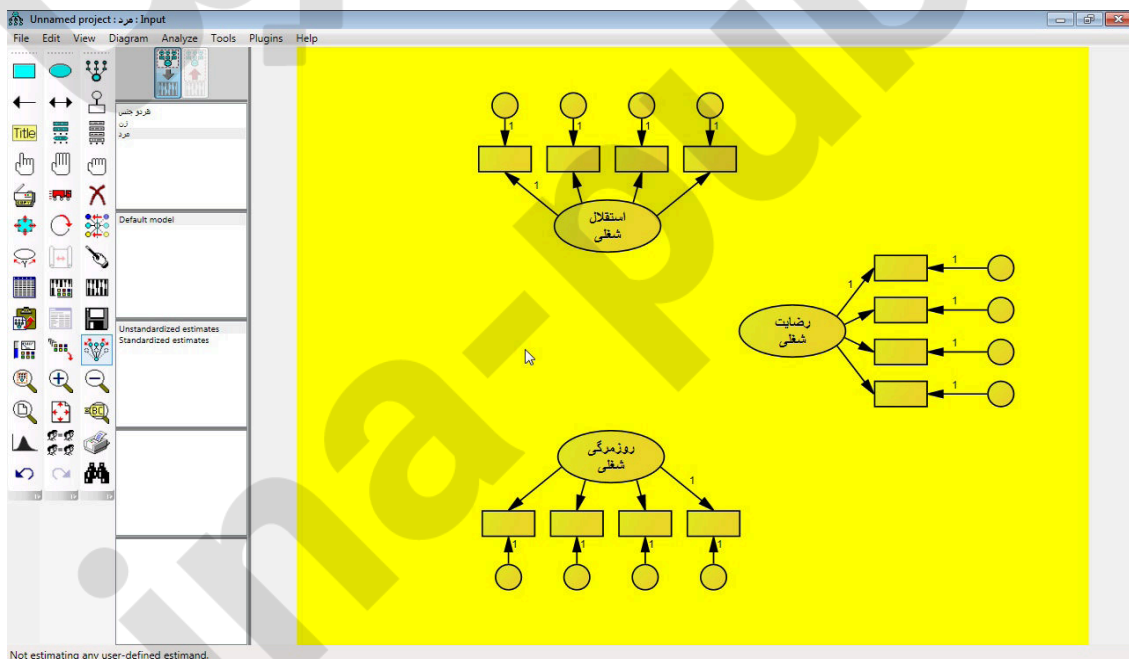 Unnamed project : مرد : Input
File Edit View Diagram Analyze Tools Plugins Help
Title
هردو جنس
زن
مرد
Default model
Unstandardized estimates
Standardized estimates
1 1 1 1
1
استقلال
شغلی
1
1
1
1
1
رضایت
شغلی
روزمرگی
شغلی
1
1 1 1 1
Not estimating any user-defined estimand.